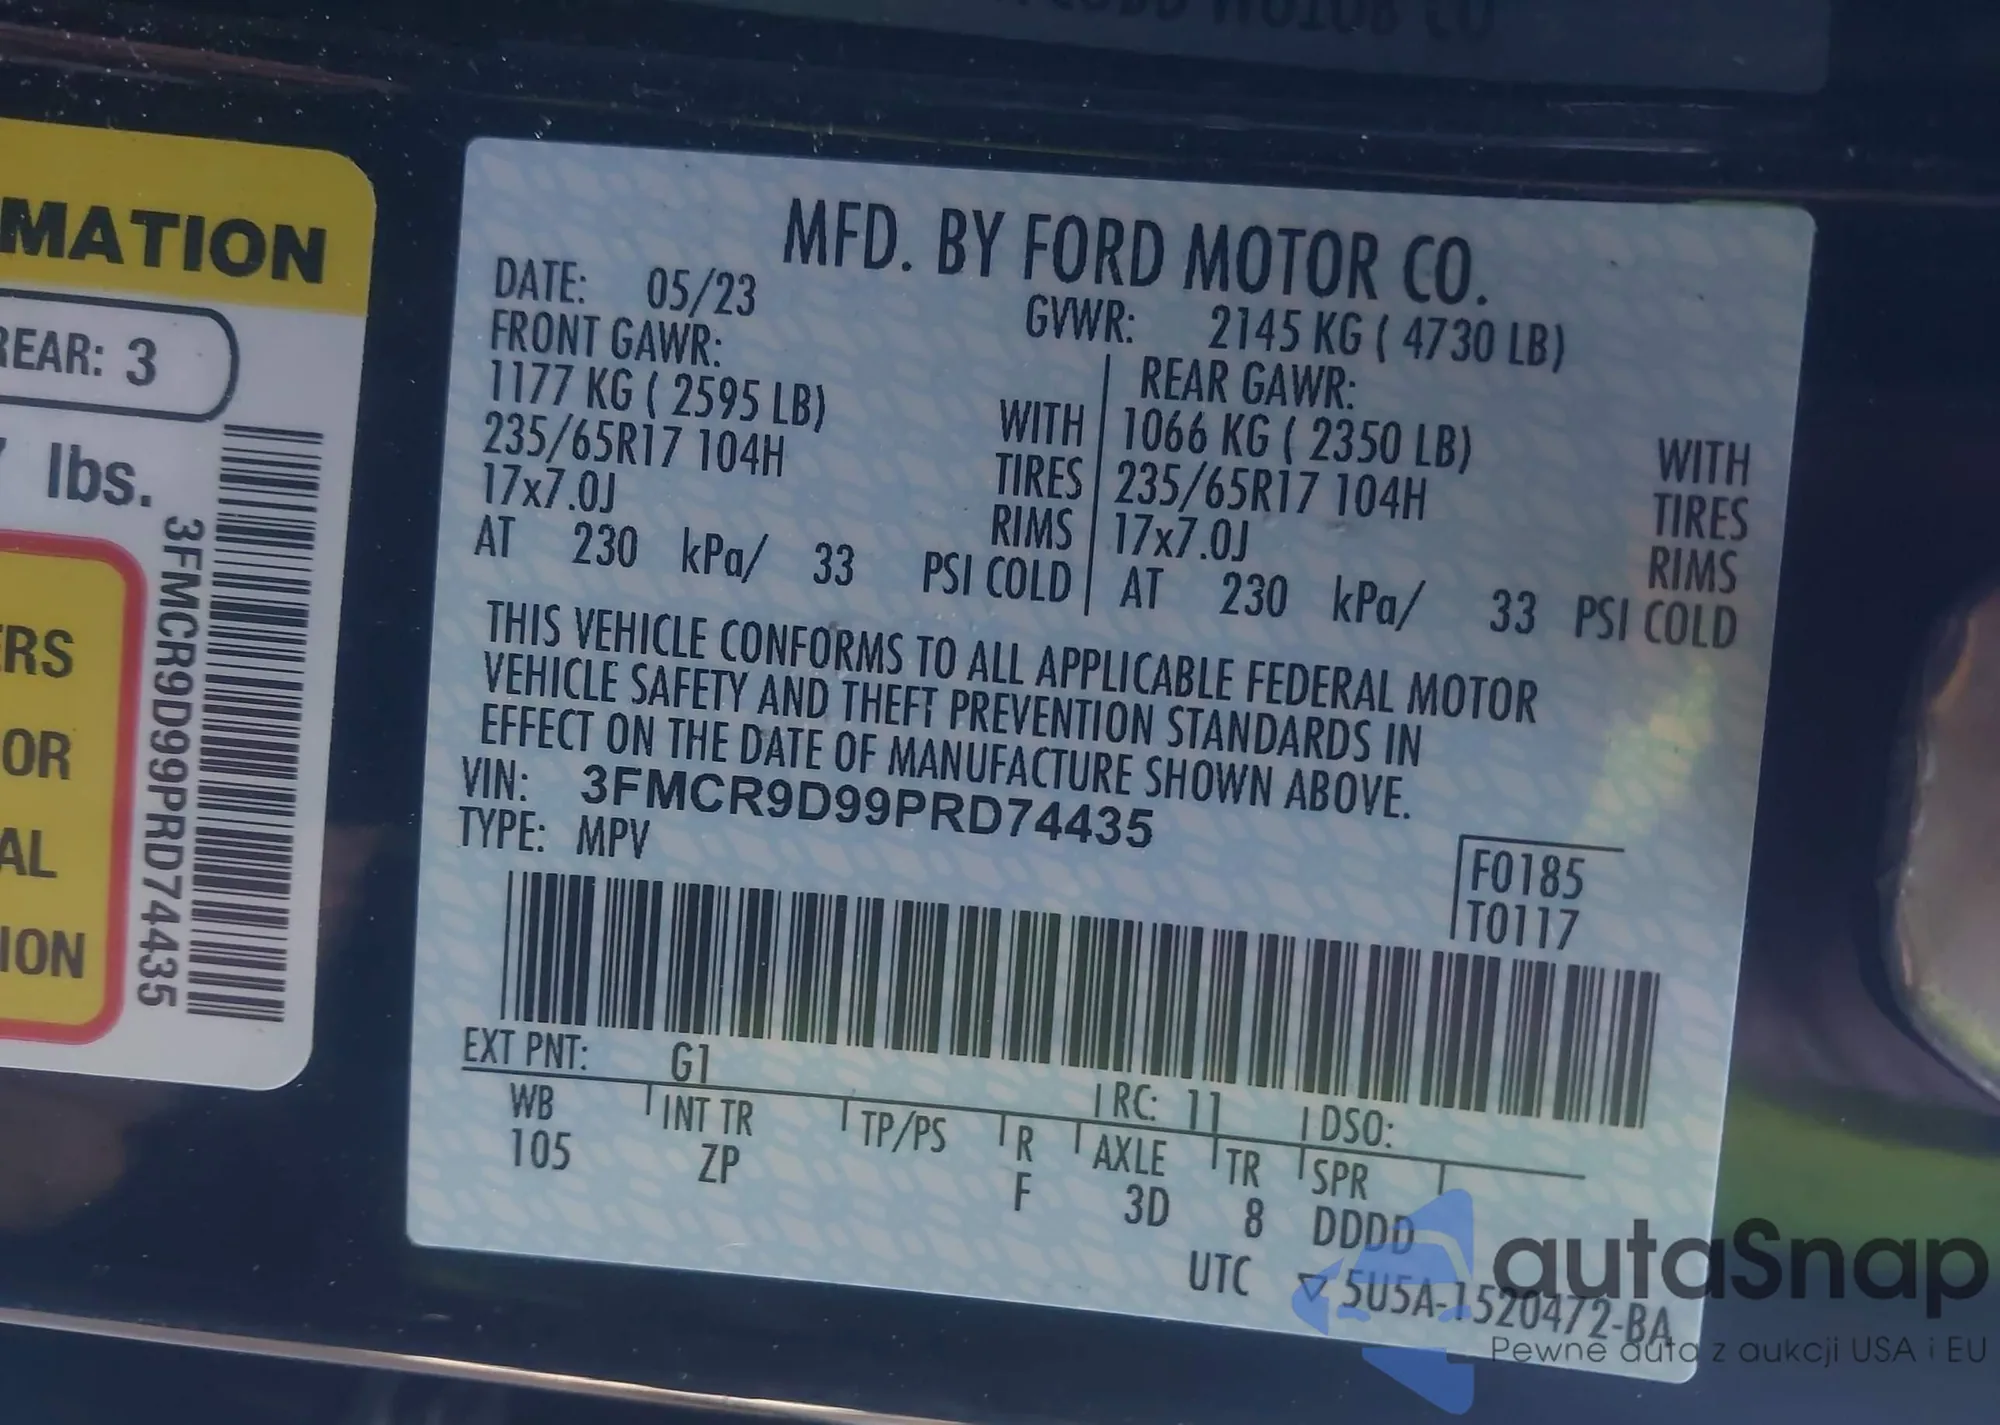 MATION
REAR: 3
lbs.
3FMCR9D99PRD74435
ERS
OR
AL
ION
MFD. BY FORD MOTOR CO.
DATE: 05/23 GVWR: 2145 KG ( 4730 LB)
FRONT GAWR: REAR GAWR:
1177 KG ( 2595 LB) WITH 1066 KG ( 2350 LB) WITH
235/65R17 104H TIRES 235/65R17 104H TIRES
17x7.0J RIMS 17x7.0J RIMS
AT 230 kPa/ 33 PSI COLD AT 230 kPa/ 33 PSI COLD
THIS VEHICLE CONFORMS TO ALL APPLICABLE FEDERAL MOTOR
VEHICLE SAFETY AND THEFT PREVENTION STANDARDS IN
EFFECT ON THE DATE OF MANUFACTURE SHOWN ABOVE.
VIN: 3FMCR9D99PRD74435
TYPE: MPV
F0185
T0117
EXT PNT: G1 RC: 11 DSO:
WB INT TR TP/PS R AXLE TR SPR
105 ZP F 3D 8 DDDD
UTC 5U5A-1520472-BA
autaSnap
Pewne auta z aukcji USA i EU